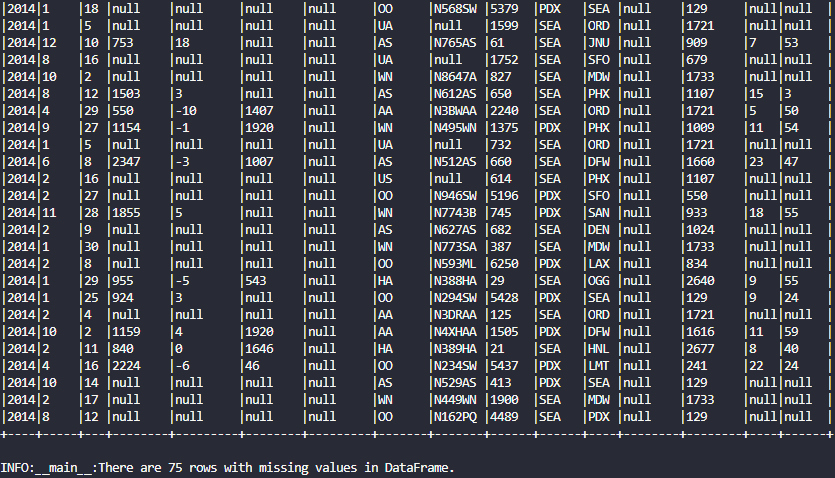 |2014|1    |18 |null    |null     |null    |null     |OO     |N568SW |5379  |PDX   |SEA |null    |129     |null|null  |
|2014|1    |5  |null    |null     |null    |null     |UA     |null   |1599  |SEA   |ORD |null    |1721    |null|null  |
|2014|12   |10 |753     |18       |null    |null     |AS     |N765AS |61    |SEA   |JNU |null    |909     |7   |53    |
|2014|8    |16 |null    |null     |null    |null     |UA     |null   |1752  |SEA   |SFO |null    |679     |null|null  |
|2014|10   |2  |null    |null     |null    |null     |WN     |N8647A |827   |SEA   |MDW |null    |1733    |null|null  |
|2014|8    |12 |1503    |3        |null    |null     |AS     |N612AS |650   |SEA   |PHX |null    |1107    |15  |3     |
|2014|4    |29 |550     |-10      |1407    |null     |AA     |N3BWAA |2240  |SEA   |ORD |null    |1721    |5   |50    |
|2014|9    |27 |1154    |-1       |1920    |null     |WN     |N495WN |1375  |PDX   |PHX |null    |1009    |11  |54    |
|2014|1    |5  |null    |null     |null    |null     |UA     |null   |732   |SEA   |ORD |null    |1721    |null|null  |
|2014|6    |8  |2347    |-3       |1007    |null     |AS     |N512AS |660   |SEA   |DFW |null    |1660    |23  |47    |
|2014|2    |16 |null    |null     |null    |null     |US     |null   |614   |SEA   |PHX |null    |1107    |null|null  |
|2014|2    |27 |null    |null     |null    |null     |OO     |N946SW |5196  |PDX   |SFO |null    |550     |null|null  |
|2014|11   |28 |1855    |5        |null    |null     |WN     |N7743B |745   |PDX   |SAN |null    |933     |18  |55    |
|2014|2    |9  |null    |null     |null    |null     |AS     |N627AS |682   |SEA   |DEN |null    |1024    |null|null  |
|2014|1    |30 |null    |null     |null    |null     |WN     |N773SA |387   |SEA   |MDW |null    |1733    |null|null  |
|2014|2    |8  |null    |null     |null    |null     |OO     |N593ML |6250  |PDX   |LAX |null    |834     |null|null  |
|2014|1    |29 |955     |-5       |543     |null     |HA     |N388HA |29    |SEA   |OGG |null    |2640    |9   |55    |
|2014|1    |25 |924     |3        |null    |null     |OO     |N294SW |5428  |PDX   |SEA |null    |129     |9   |24    |
|2014|2    |4  |null    |null     |null    |null     |AA     |N3DRAA |125   |SEA   |ORD |null    |1721    |null|null  |
|2014|10   |2  |1159    |4        |1920    |null     |AA     |N4XHAA |1505  |PDX   |DFW |null    |1616    |11  |59    |
|2014|2    |11 |840     |0        |1646    |null     |HA     |N389HA |21    |SEA   |HNL |null    |2677    |8   |40    |
|2014|4    |16 |2224    |-6       |46      |null     |OO     |N234SW |5437  |PDX   |LMT |null    |241     |22  |24    |
|2014|10   |14 |null    |null     |null    |null     |AS     |N529AS |413   |PDX   |SEA |null    |129     |null|null  |
|2014|2    |17 |null    |null     |null    |null     |WN     |N449WN |1900  |SEA   |MDW |null    |1733    |null|null  |
|2014|8    |12 |null    |null     |null    |null     |OO     |N162PQ |4489  |SEA   |PDX |null    |129     |null|null  |
+----+-----+---+--------+---------+--------+---------+-------+-------+------+------+----+--------+--------+----+------+
INFO:__main__:There are 75 rows with missing values in DataFrame.